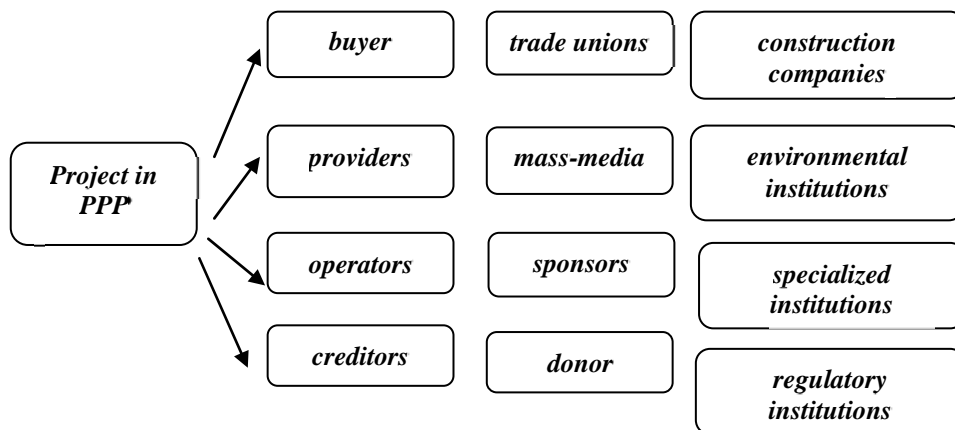 buyer
trade unions
construction
companies
Project in
PPP*
providers
mass-media
environmental
institutions
operators
sponsors
specialized
institutions
creditors
donor
regulatory
institutions